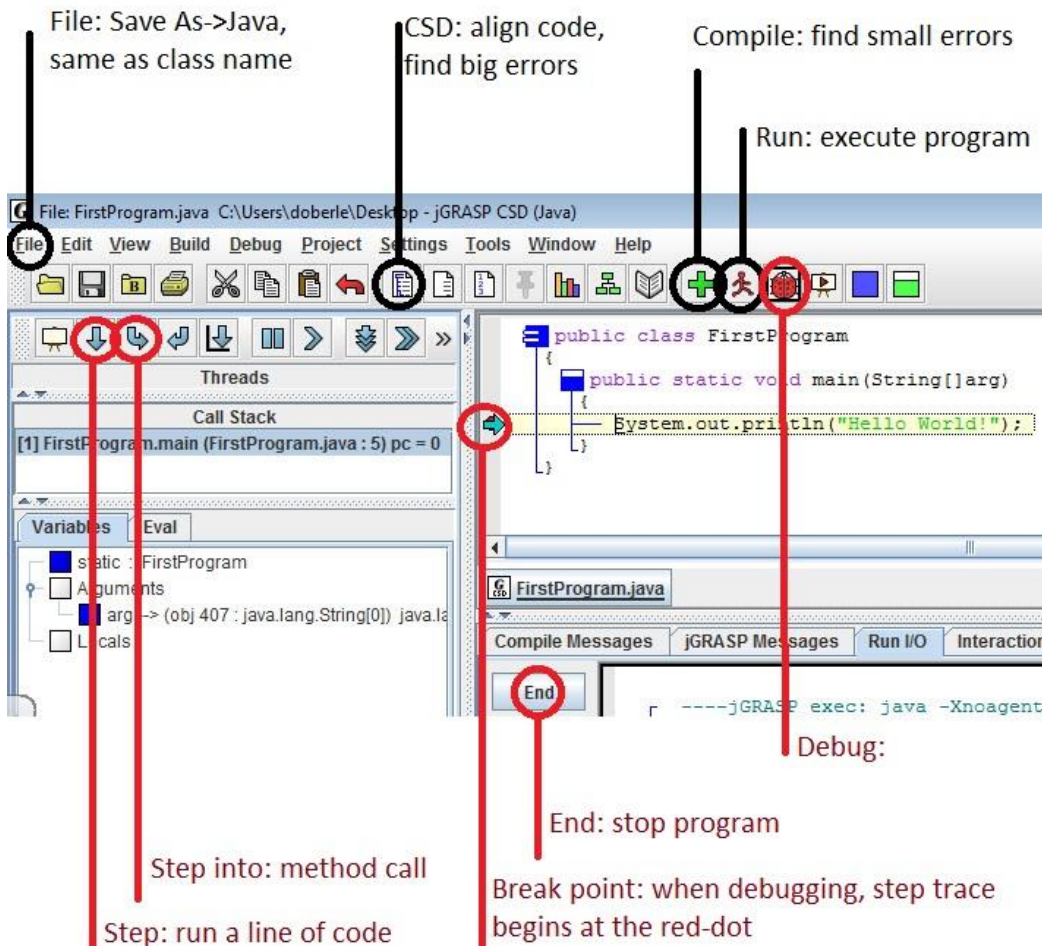 File: Save As->Java,
same as class name
CSD: align code,
find big errors
Compile: find small errors
Run: execute program
File: FirstProgram.java C:\Users\doberle\Desktop - jGRASP CSD (Java)
File Edit View Build Debug Project Settings Tools Window Help
Threads
Call Stack
[1] FirstProgram.main (FirstProgram.java : 5) pc = 0
Variables Eval
static : FirstProgram
Arguments
arg --> (obj 407 : java.lang.String[0]) java.la
Locals
public class FirstProgram
{
public static void main(String[]arg)
{
System.out.println("Hello World!");
}
}
FirstProgram.java
Compile Messages jGRASP Messages Run I/O Interaction
End
----jGRASP exec: java -Xnoagent
Debug:
End: stop program
Step into: method call
Break point: when debugging, step trace
begins at the red-dot
Step: run a line of code